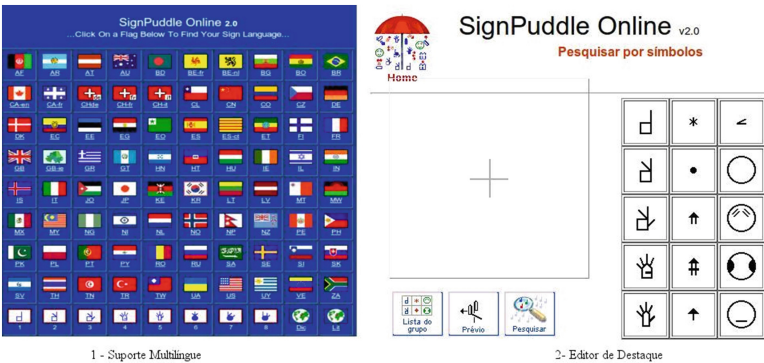 SignPuddle Online 2.0
...Click On a Flag Below To Find Your Sign Language...
AF AR AT AU BD BE-fr BE-nl BG BO BR
CA-en CA-fr CHde CH-fr CH-it CL CN CO CZ DE
DK EC EE EG EO ES ES-ct ET FI FR
GB GB-ie GR GT HN HT HU IE IL IN
IS IT JO JP KE KR LT LV MT MW
MX MY NG NI NL NO NP NZ PE PH
PK PL PT PY RO RU SA SE SI SK
SV TH TN TR TW UA US UY VE ZA
1 2 3 4 5 6 7 8 Dic Lit
1 - Suporte Multilingue
SignPuddle Online v2.0
Pesquisar por símbolos
Home
Lista do grupo
Prévio
Pesquisar
2- Editor de Destaque